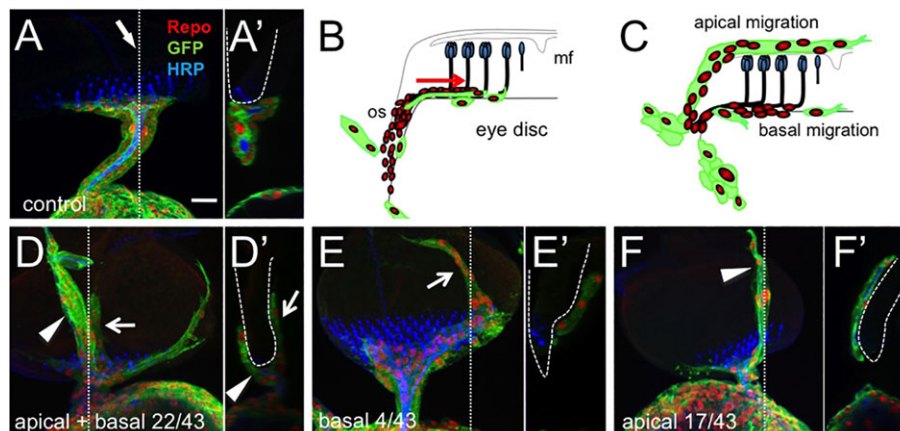 A
Repo
GFP
HRP
control
A'
B
mf
os
eye disc
C
apical migration
basal migration
D
apical + basal 22/43
D'
E
basal 4/43
E'
F
apical 17/43
F'